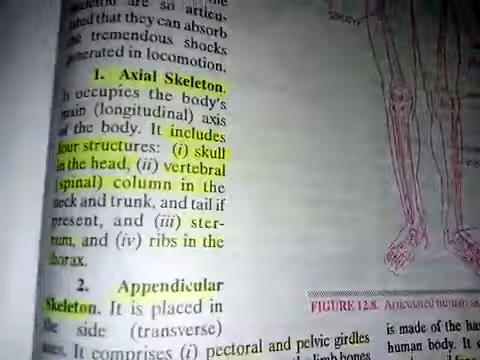 are so articu-
that they can absorb
tremendous shocks
in locomotion.
1. Axial Skeleton.
occupies the body's
(longitudinal) axis
of the body. It includes
four structures: (i) skull
in the head, (ii) vertebral
(spinal) column in the
neck and trunk, and tail if
present, and (iii) ster-
num, and (iv) ribs in the
thorax.
2. Appendicular
Skeleton. It is placed in
the side (transverse)
It comprises (i) pectoral and pelvic girdles
limb bones
FIGURE 12.8. Articulated human
is made of the
human body. It